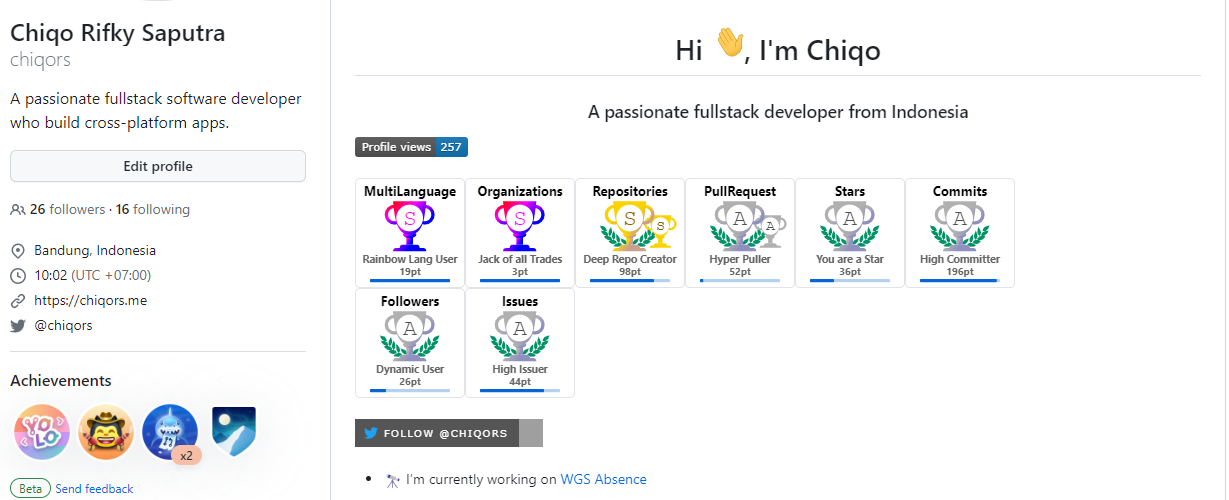 Chiqo Rifky Saputra
chiqors
A passionate fullstack software developer
who build cross-platform apps.
Edit profile
26 followers · 16 following
Bandung, Indonesia
10:02 (UTC +07:00)
https://chiqors.me
@chiqors
Achievements
YOLO
x2
Beta Send feedback
Hi 👋, I'm Chiqo
A passionate fullstack developer from Indonesia
Profile views 257
MultiLanguage
S
Rainbow Lang User
19pt
Organizations
S
Jack of all Trades
3pt
Repositories
S S
Deep Repo Creator
98pt
PullRequest
A A
Hyper Puller
52pt
Stars
A
You are a Star
36pt
Commits
A
High Committer
196pt
Followers
A
Dynamic User
26pt
Issues
A
High Issuer
44pt
FOLLOW @CHIQORS
• 🔭 I'm currently working on WGS Absence